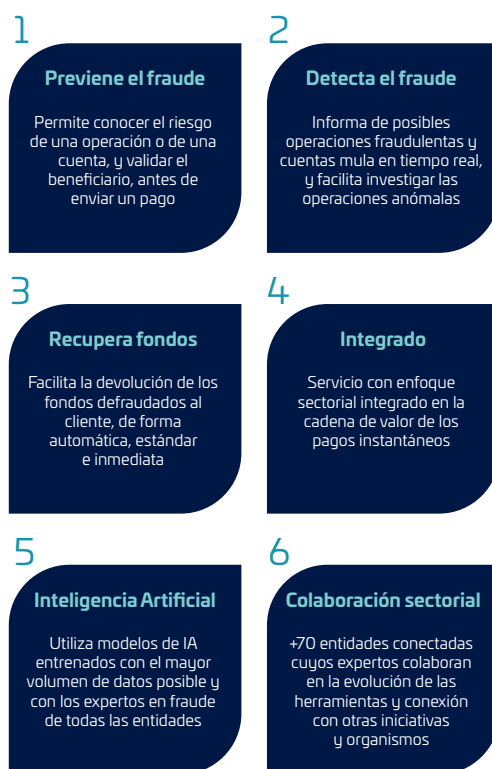 1
Previene el fraude
Permite conocer el riesgo
de una operación o de una
cuenta, y validar el
beneficiario, antes de
enviar un pago
2
Detecta el fraude
Informa de posibles
operaciones fraudulentas y
cuentas mula en tiempo real,
y facilita investigar las
operaciones anómalas
3
Recupera fondos
Facilita la devolución de los
fondos defraudados al
cliente, de forma
automática, estándar
e inmediata
4
Integrado
Servicio con enfoque
sectorial integrado en la
cadena de valor de los
pagos instantáneos
5
Inteligencia Artificial
Utiliza modelos de IA
entrenados con el mayor
volumen de datos posible y
con los expertos en fraude
de todas las entidades
6
Colaboración sectorial
+70 entidades conectadas
cuyos expertos colaboran
en la evolución de las
herramientas y conexión
con otras iniciativas
y organismos